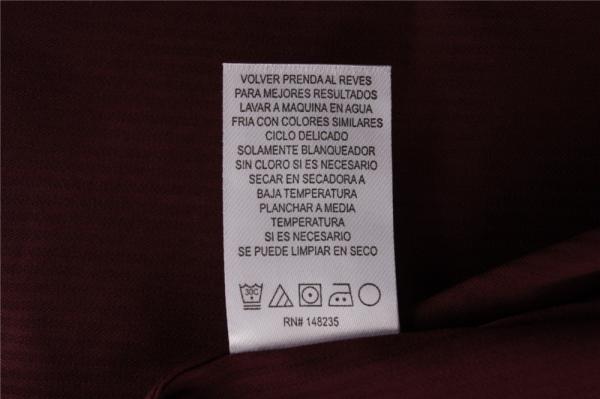 VOLVER PRENDA AL REVES
PARA MEJORES RESULTADOS
LAVAR A MAQUINA EN AGUA
FRIA CON COLORES SIMILARES
CICLO DELICADO
SOLAMENTE BLANQUEADOR
SIN CLORO SI ES NECESARIO
SECAR EN SECADORA A
BAJA TEMPERATURA
PLANCHAR A MEDIA
TEMPERATURA
SI ES NECESARIO
SE PUEDE LIMPIAR EN SECO
30C
RN# 148235